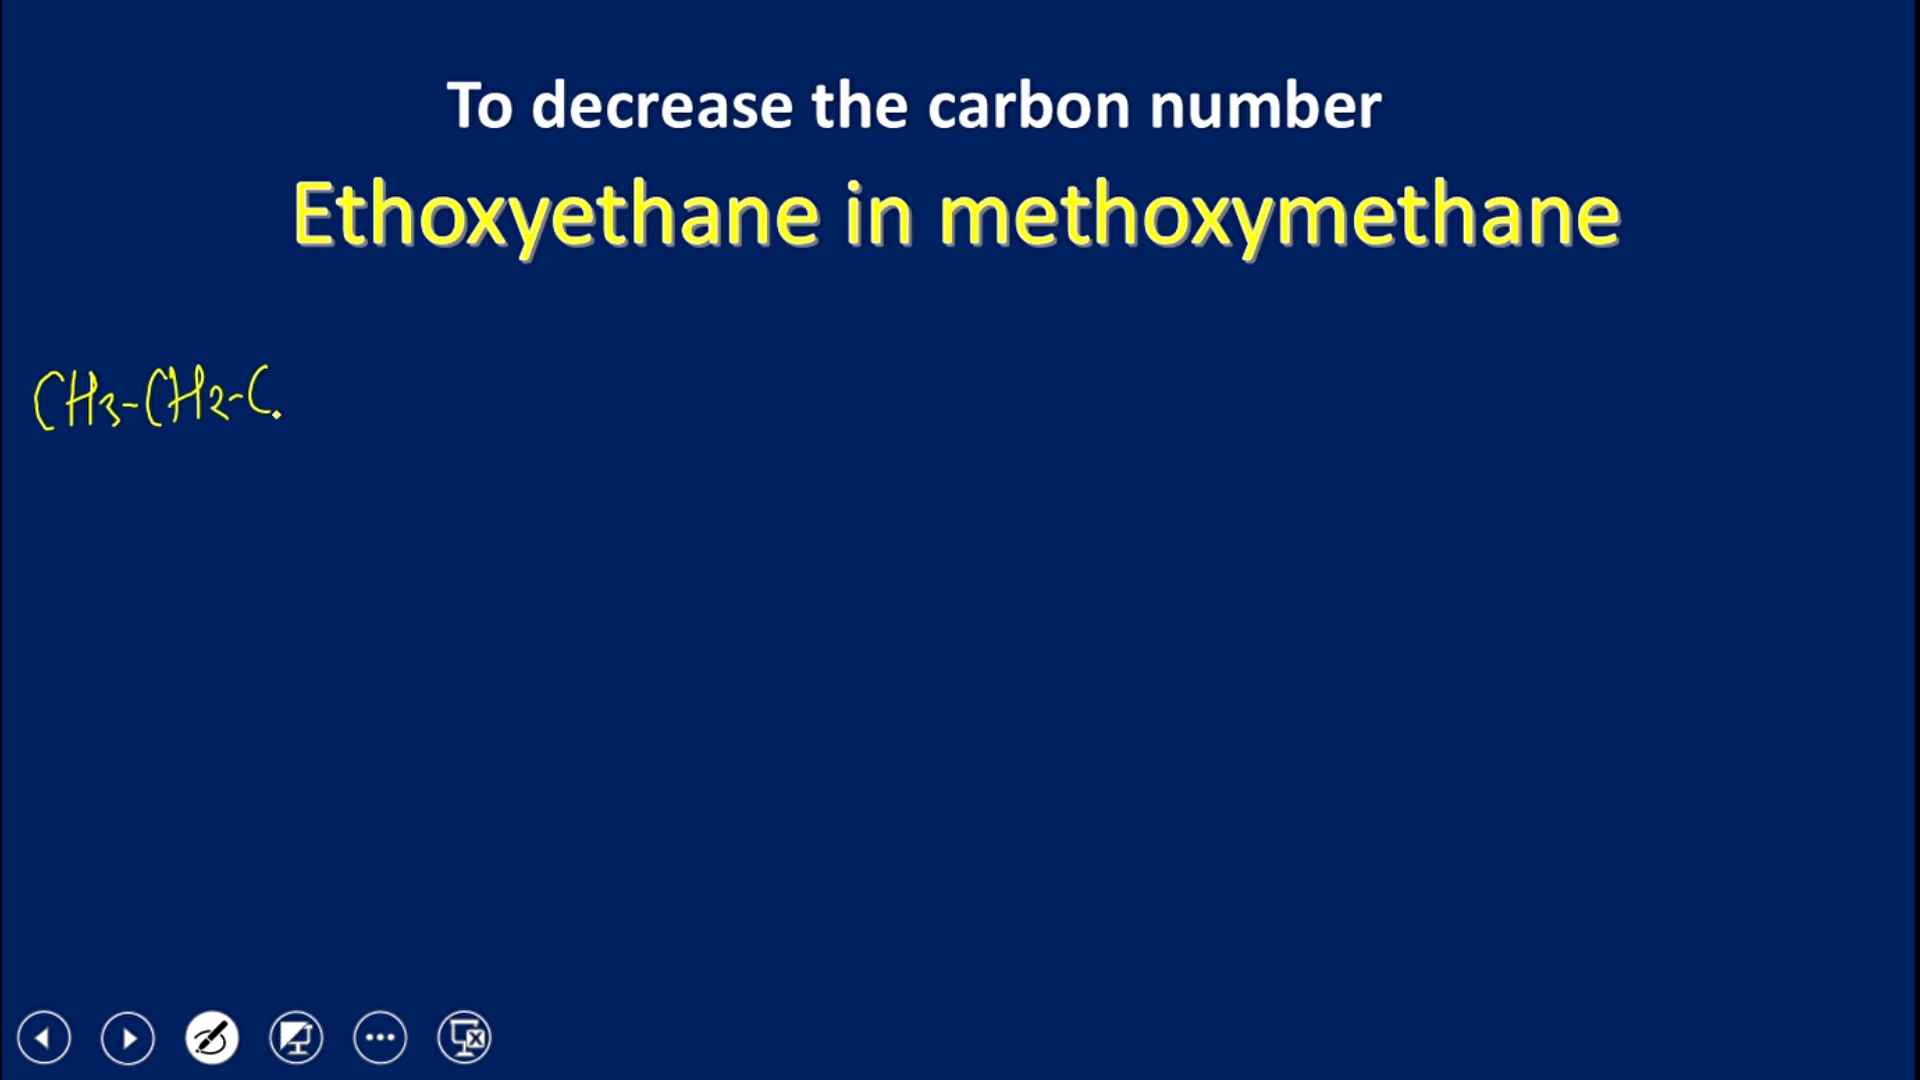 To decrease the carbon number
Ethoxyethane in methoxymethane
CH3-CH2-C